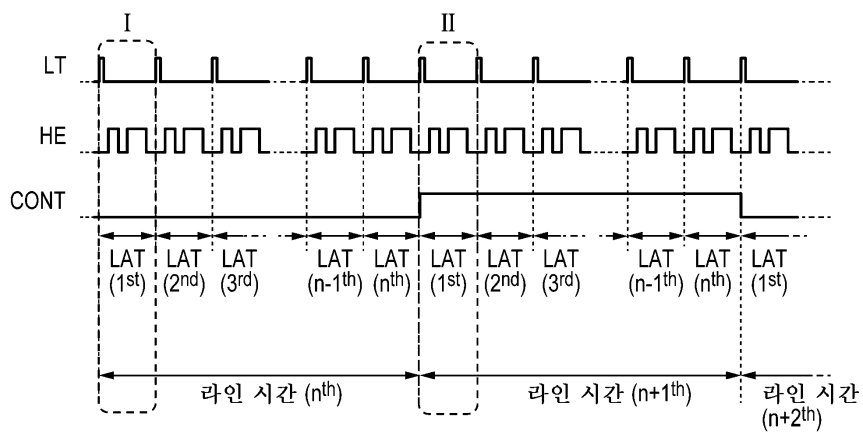 I II
LT
HE
CONT
LAT LAT LAT LAT LAT LAT LAT LAT LAT LAT LAT
(1st) (2nd) (3rd) (n-1th) (nth) (1st) (2nd) (3rd) (n-1th) (nth) (1st)
라인 시간 (nth) 라인 시간 (n+1th) 라인 시간
(n+2th)